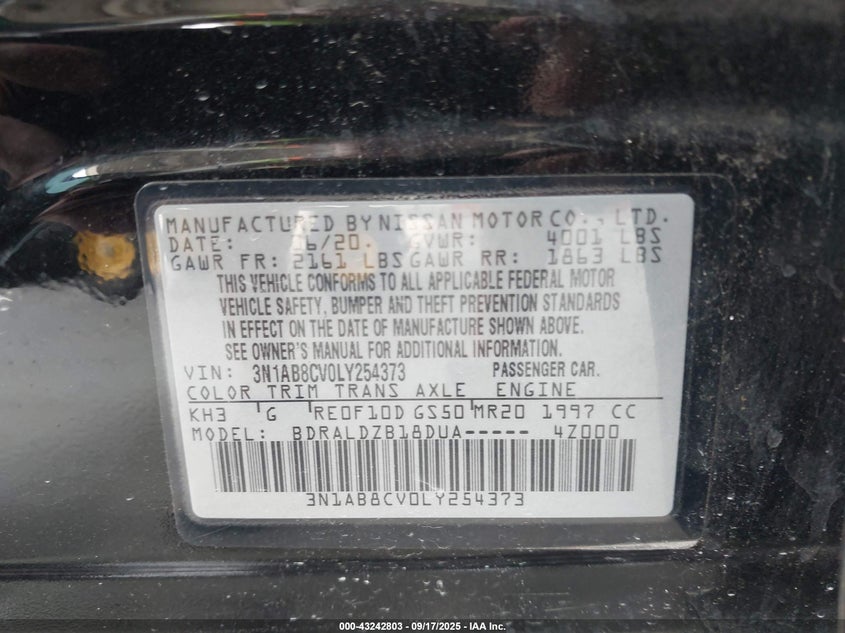 MANUFACTURED BY NISSAN MOTOR CO., LTD.
DATE: 06/20 GVWR: 4001 LBS
GAWR FR: 2161 LBS GAWR RR: 1863 LBS
THIS VEHICLE CONFORMS TO ALL APPLICABLE FEDERAL MOTOR
VEHICLE SAFETY, BUMPER AND THEFT PREVENTION STANDARDS
IN EFFECT ON THE DATE OF MANUFACTURE SHOWN ABOVE.
SEE OWNER'S MANUAL FOR ADDITIONAL INFORMATION.
VIN: 3N1AB8CV0LY254373 PASSENGER CAR.
COLOR TRIM TRANS AXLE ENGINE
KH3 G RE0F10D GS50 MR20 1997 CC
MODEL: BDRALDZB18DUA----- 4Z000
3N1AB8CV0LY254373
000-43242803 - 09/17/2025 - IAA Inc.